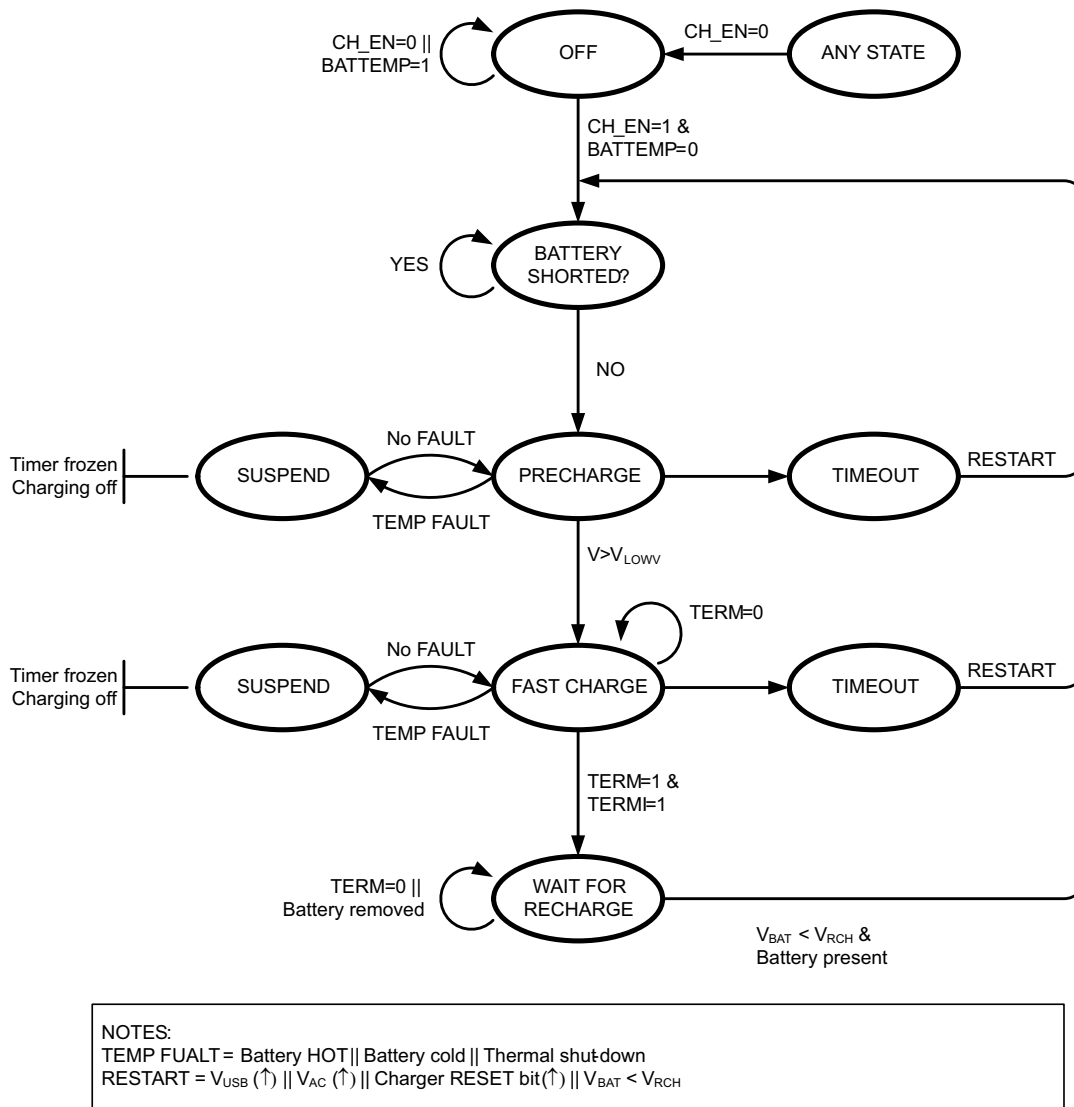 CH_EN=0 ||
BATTEMP=1
OFF
CH_EN=0
ANY STATE
CH_EN=1 &
BATTEMP=0
YES
BATTERY
SHORTED?
NO
Timer frozen
Charging off
SUSPEND
No FAULT
TEMP FAULT
PRECHARGE
TIMEOUT
RESTART
V>VLOWV
TERM=0
Timer frozen
Charging off
SUSPEND
No FAULT
TEMP FAULT
FAST CHARGE
TIMEOUT
RESTART
TERM=1 &
TERMI=1
TERM=0 ||
Battery removed
WAIT FOR
RECHARGE
VBAT < VRCH &
Battery present
NOTES:
TEMP FUALT = Battery HOT || Battery cold || Thermal shut-down
RESTART = VUSB (↑) || VAC (↑) || Charger RESET bit (↑) || VBAT < VRCH